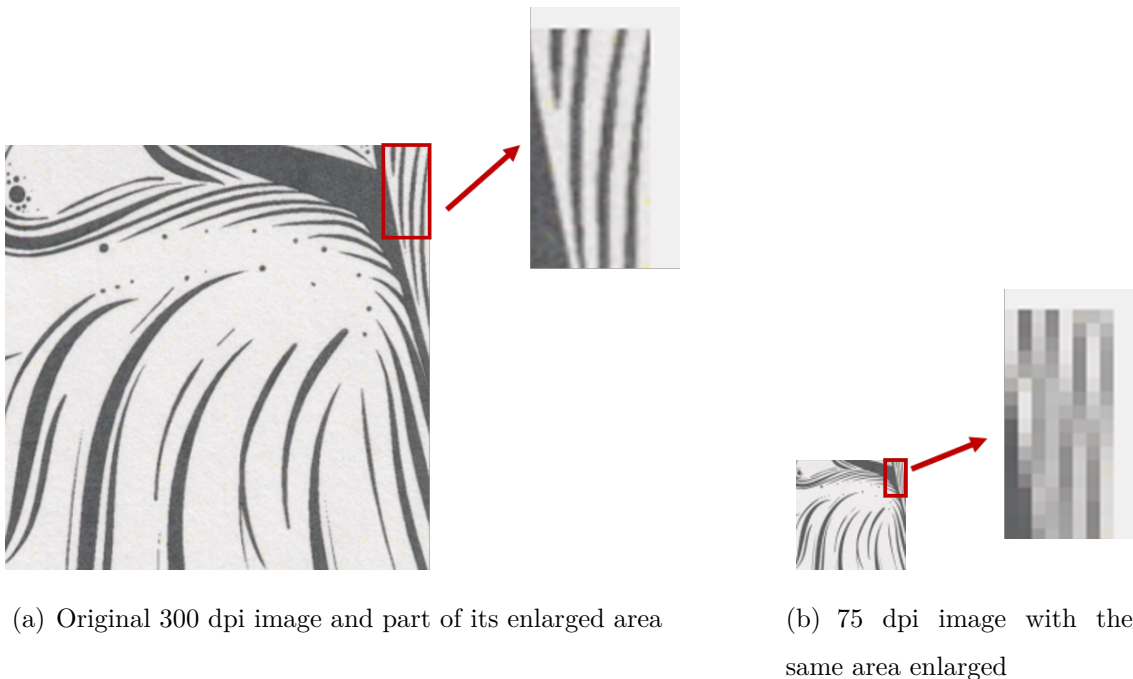 (a) Original 300 dpi image and part of its enlarged area
(b) 75 dpi image with the
same area enlarged